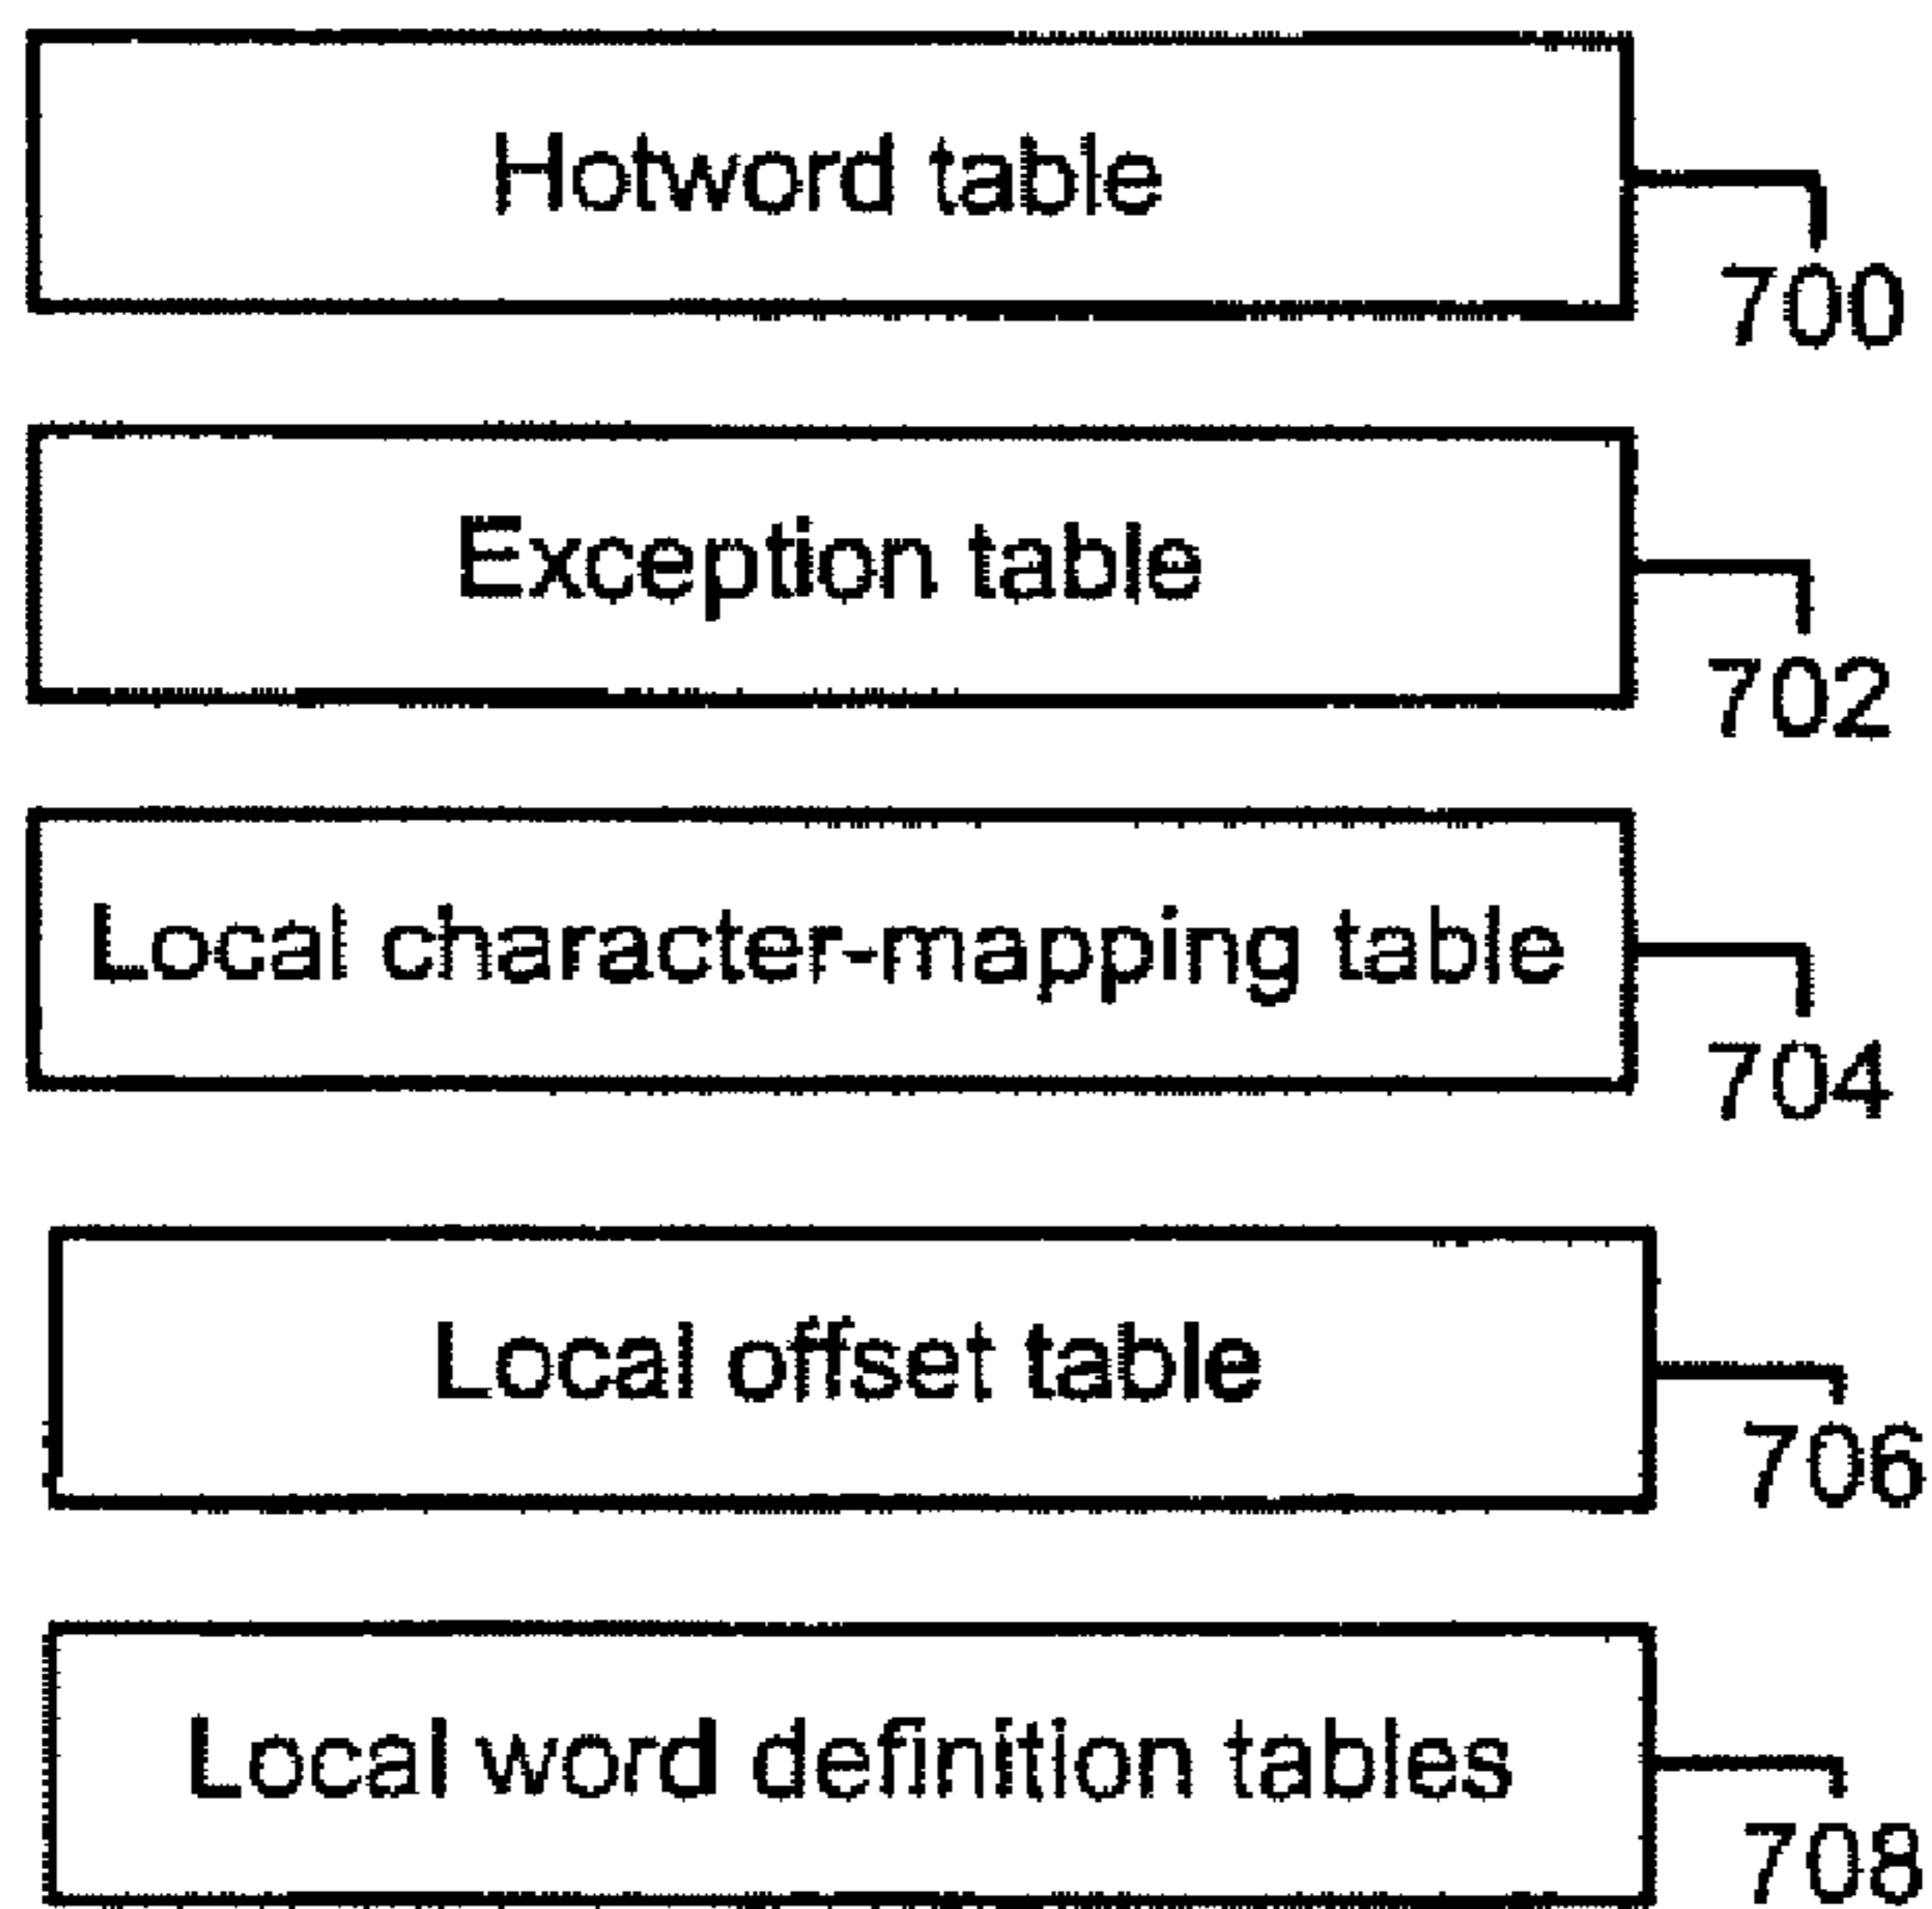 Hotword table
700
Exception table
702
Local character-mapping table
704
Local offset table
706
Local word definition tables
708